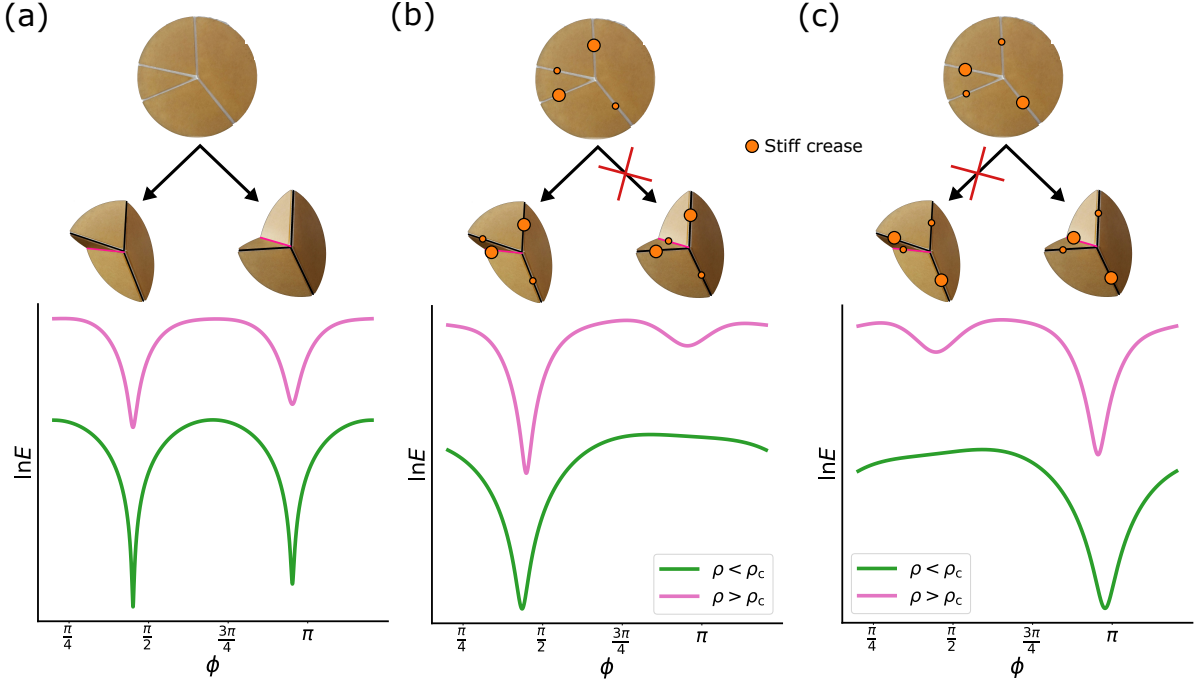 (a)
(b)
(c)
Stiff crease
lnE
π/4
π/2
3π/4
π
ϕ
lnE
ρ < ρc
ρ > ρc
π/4
π/2
3π/4
π
ϕ
lnE
ρ < ρc
ρ > ρc
π/4
π/2
3π/4
π
ϕ